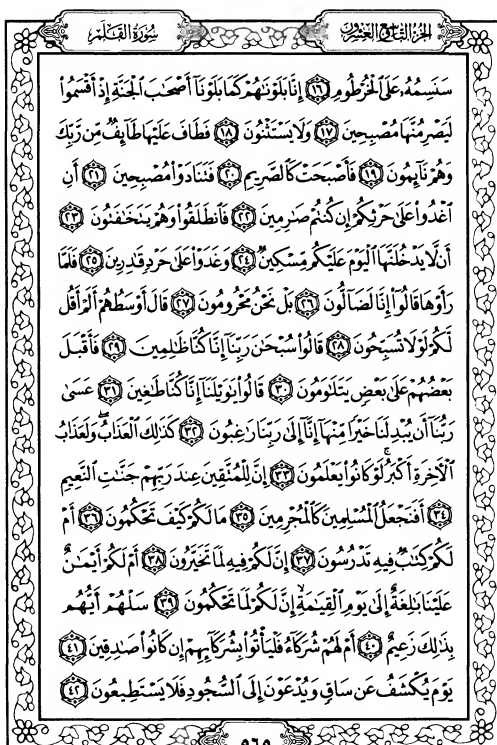 الجزء التاسع والعشرون
سورة القلم
سَنَسِمُهُ عَلَى ٱلْخُرْطُومِ ١٦ إِنَّا بَلَوْنَٰهُمْ كَمَا بَلَوْنَآ أَصْحَٰبَ ٱلْجَنَّةِ إِذْ أَقْسَمُوا۟
لَيَصْرِمُنَّهَا مُصْبِحِينَ ١٧ وَلَا يَسْتَثْنُونَ ١٨ فَطَافَ عَلَيْهَا طَآئِفٌ مِّن رَّبِّكَ
وَهُمْ نَآئِمُونَ ١٩ فَأَصْبَحَتْ كَٱلصَّرِيمِ ٢٠ فَتَنَادَوْا۟ مُصْبِحِينَ ٢١ أَنِ
ٱغْدُوا۟ عَلَىٰ حَرْثِكُمْ إِن كُنتُمْ صَٰرِمِينَ ٢٢ فَٱنطَلَقُوا۟ وَهُمْ يَتَخَٰفَتُونَ ٢٣
أَن لَّا يَدْخُلَنَّهَا ٱلْيَوْمَ عَلَيْكُم مِّسْكِينٌ ٢٤ وَغَدَوْا۟ عَلَىٰ حَرْدٍ قَٰدِرِينَ ٢٥ فَلَمَّا
رَأَوْهَا قَالُوٓا۟ إِنَّا لَضَآلُّونَ ٢٦ بَلْ نَحْنُ مَحْرُومُونَ ٢٧ قَالَ أَوْسَطُهُمْ أَلَمْ أَقُل
لَّكُمْ لَوْلَا تُسَبِّحُونَ ٢٨ قَالُوا۟ سُبْحَٰنَ رَبِّنَآ إِنَّا كُنَّا ظَٰلِمِينَ ٢٩ فَأَقْبَلَ
بَعْضُهُمْ عَلَىٰ بَعْضٍ يَتَلَٰوَمُونَ ٣٠ قَالُوا۟ يَٰوَيْلَنَآ إِنَّا كُنَّا طَٰغِينَ ٣١ عَسَىٰ
رَبُّنَآ أَن يُبْدِلَنَا خَيْرًا مِّنْهَآ إِنَّآ إِلَىٰ رَبِّنَا رَٰغِبُونَ ٣٢ كَذَٰلِكَ ٱلْعَذَابُ ۖ وَلَعَذَابُ
ٱلْءَاخِرَةِ أَكْبَرُ ۚ لَوْ كَانُوا۟ يَعْلَمُونَ ٣٣ إِنَّ لِلْمُتَّقِينَ عِندَ رَبِّهِمْ جَنَّٰتِ ٱلنَّعِيمِ
٣٤ أَفَنَجْعَلُ ٱلْمُسْلِمِينَ كَٱلْمُجْرِمِينَ ٣٥ مَا لَكُمْ كَيْفَ تَحْكُمُونَ ٣٦ أَمْ
لَكُمْ كِتَٰبٌ فِيهِ تَدْرُسُونَ ٣٧ إِنَّ لَكُمْ فِيهِ لَمَا تَخَيَّرُونَ ٣٨ أَمْ لَكُمْ أَيْمَٰنٌ
عَلَيْنَا بَٰلِغَةٌ إِلَىٰ يَوْمِ ٱلْقِيَٰمَةِ ۙ إِنَّ لَكُمْ لَمَا تَحْكُمُونَ ٣٩ سَلْهُمْ أَيُّهُم
بِذَٰلِكَ زَعِيمٌ ٤٠ أَمْ لَهُمْ شُرَكَآءُ فَلْيَأْتُوا۟ بِشُرَكَآئِهِمْ إِن كَانُوا۟ صَٰدِقِينَ ٤١
يَوْمَ يُكْشَفُ عَن سَاقٍ وَيُدْعَوْنَ إِلَى ٱلسُّجُودِ فَلَا يَسْتَطِيعُونَ ٤٢
٥٦٥